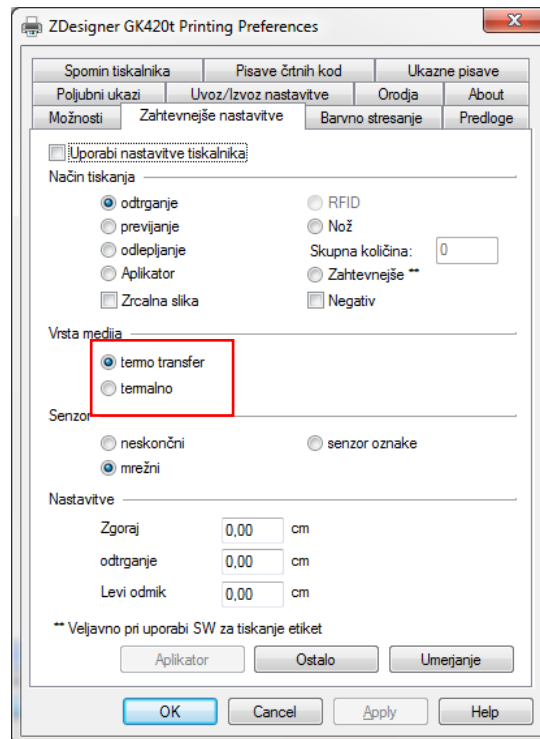 ZDesigner GK420t Printing Preferences
Spomin tiskalnika Pisave črtnih kod Ukazne pisave
Poljubni ukazi Uvoz/Izvoz nastavitve Orodja About
Možnosti Zahtevnejše nastavitve Barvno stresanje Predloge
Uporabi nastavitve tiskalnika
Način tiskanja
odtrganje RFID
previjanje Nož
odlepljanje Skupna količina: 0
Aplikator Zahtevnejše **
Zrcalna slika Negativ
Vrsta medija
termo transfer
termalno
Senzor
neskončni senzor oznake
mrežni
Nastavitve
Zgoraj 0,00 cm
odtrganje 0,00 cm
Levi odmik 0,00 cm
** Veljavno pri uporabi SW za tiskanje etiket
Aplikator Ostalo Umerjanje
OK Cancel Apply Help